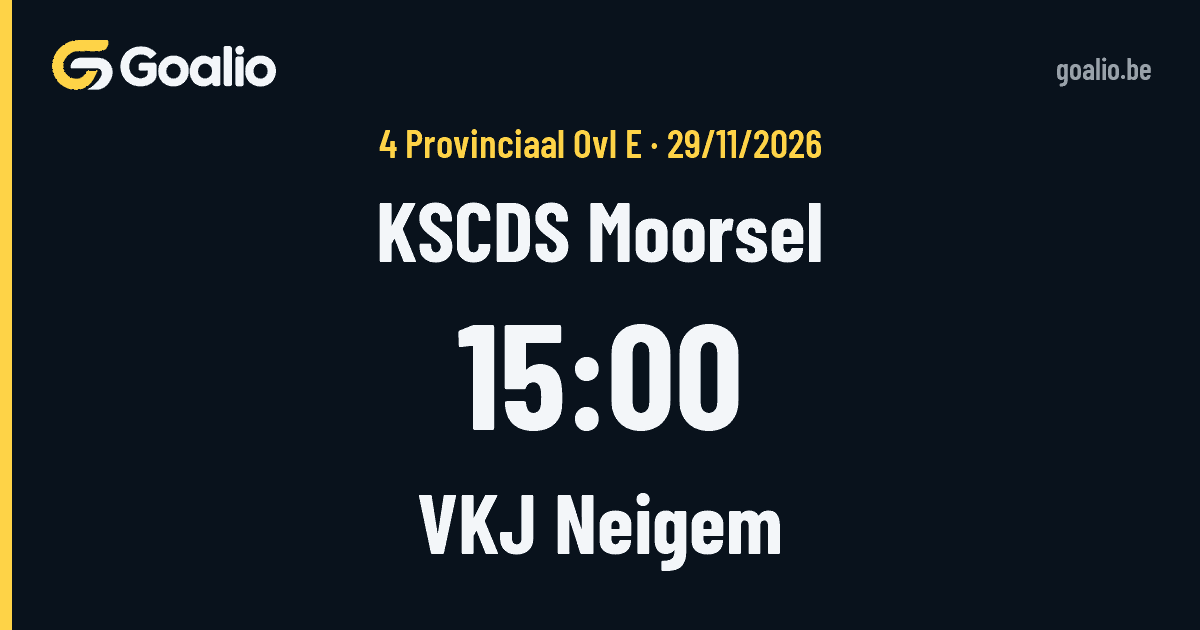 Goalio
goalio.be
4 Provinciaal Ovl E · 29/11/2026
KSCDS Moorsel
15:00
VKJ Neigem